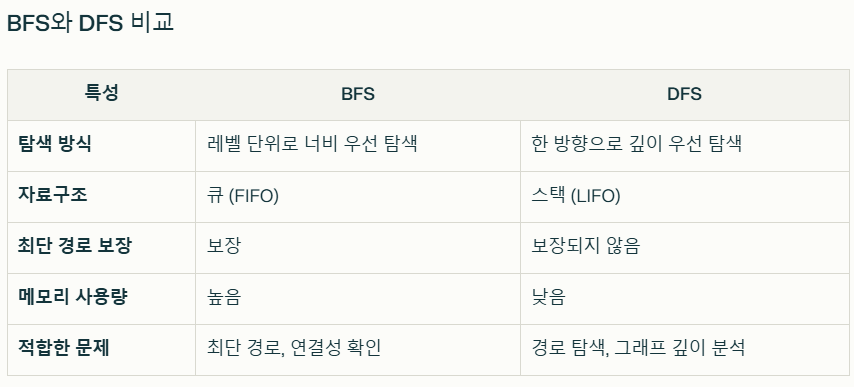 BFS와 DFS 비교
특성 BFS DFS
탐색 방식 레벨 단위로 너비 우선 탐색 한 방향으로 깊이 우선 탐색
자료구조 큐 (FIFO) 스택 (LIFO)
최단 경로 보장 보장 보장되지 않음
메모리 사용량 높음 낮음
적합한 문제 최단 경로, 연결성 확인 경로 탐색, 그래프 깊이 분석